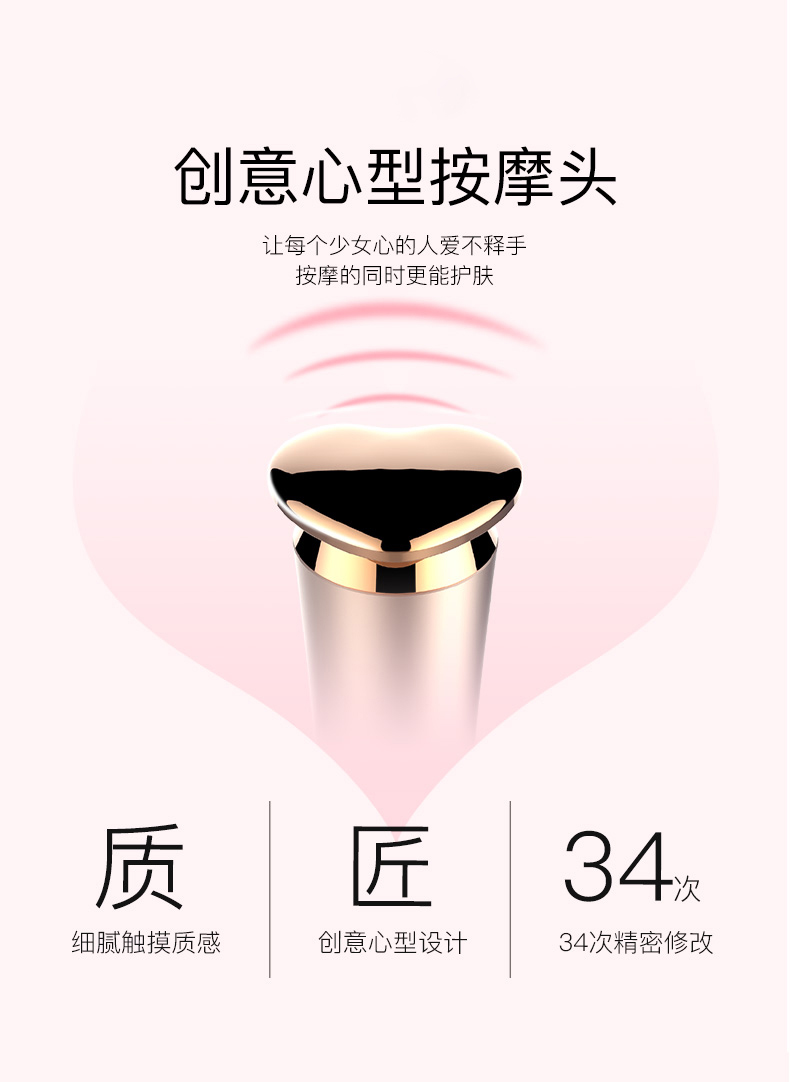 创意心型按摩头
让每个少女心的人爱不释手
按摩的同时更能护肤
质
细腻触摸质感
匠
创意心型设计
34次
34次精密修改